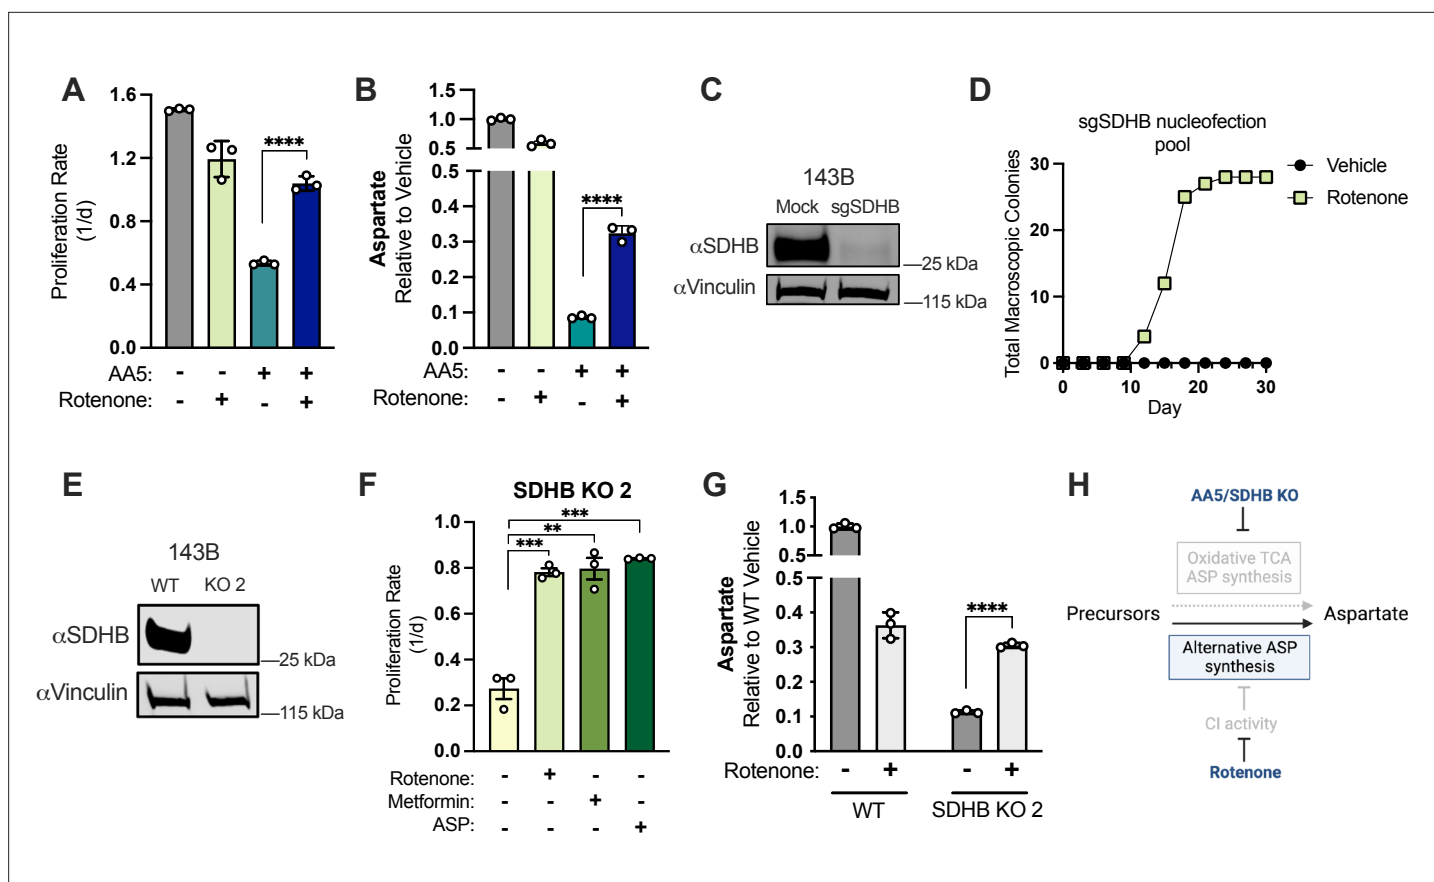 A
Proliferation Rate
(1/d)
1.6
1.2
0.8
0.4
0.0
****
AA5: - - + +
Rotenone: - + - +
B
Aspartate
Relative to Vehicle
1.5
1.0
0.5
0.5
0.4
0.3
0.2
0.1
0.0
****
AA5: - - + +
Rotenone: - + - +
C
143B
Mock sgSDHB
αSDHB
25 kDa
αVinculin
115 kDa
D
sgSDHB nucleofection
pool
Total Macroscopic Colonies
30
20
10
0
0 10 20 30
Day
Vehicle
Rotenone
E
143B
WT KO 2
αSDHB
25 kDa
αVinculin
115 kDa
F
SDHB KO 2
Proliferation Rate
(1/d)
1.0
0.8
0.6
0.4
0.2
0.0
***
**
***
Rotenone: - + - -
Metformin: - - + -
ASP: - - - +
G
Aspartate
Relative to WT Vehicle
1.5
1.0
0.5
0.5
0.4
0.3
0.2
0.1
0.0
****
Rotenone: - + - +
WT SDHB KO 2
H
AA5/SDHB KO
Oxidative TCA
ASP synthesis
Precursors Aspartate
Alternative ASP
synthesis
CI activity
Rotenone